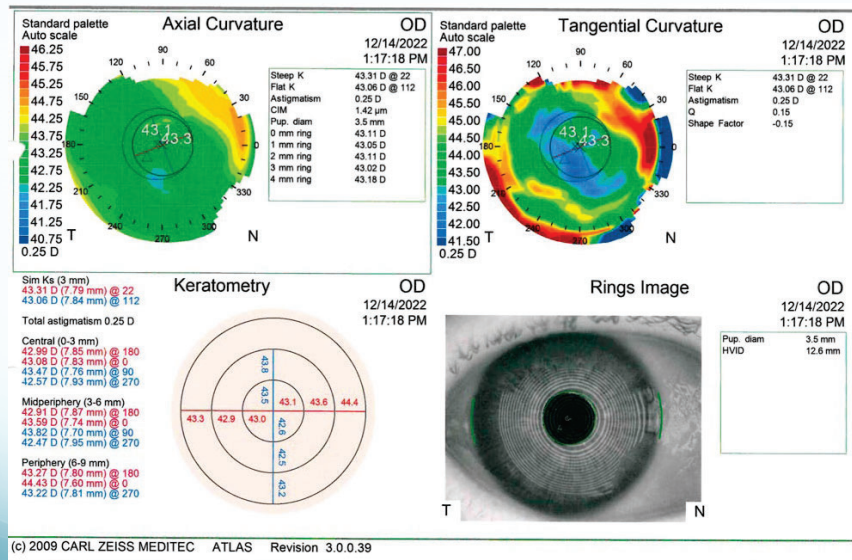 Axial Curvature
OD
Standard palette
Auto scale
12/14/2022
1:17:18 PM
46.25
45.75
45.25
44.75
44.25
43.75
43.25
42.75
42.25
41.75
41.25
40.75
0.25 D
120
90
60
30
0
330
300
270
240
210
180
43.1
43.3
T
N
Steep K 43.31 D @ 22
Flat K 43.06 D @ 112
Astigmatism 0.25 D
CIM 1.42 µm
Pup. diam 3.5 mm
0 mm ring 43.11 D
1 mm ring 43.05 D
2 mm ring 43.11 D
3 mm ring 43.02 D
4 mm ring 43.18 D
Tangential Curvature
OD
Standard palette
Auto scale
12/14/2022
1:17:18 PM
47.00
46.50
46.00
45.50
45.00
44.50
44.00
43.50
43.00
42.50
42.00
41.50
0.25 D
120
90
60
30
0
330
300
270
240
210
180
43.1
43.3
T
N
Steep K 43.31 D @ 22
Flat K 43.06 D @ 112
Astigmatism 0.25 D
Q 0.15
Shape Factor -0.15
Sim Ks (3 mm)
43.31 D (7.79 mm) @ 22
43.06 D (7.84 mm) @ 112
Total astigmatism 0.25 D
Central (0-3 mm)
42.99 D (7.85 mm) @ 180
43.08 D (7.83 mm) @ 0
43.47 D (7.76 mm) @ 90
42.57 D (7.93 mm) @ 270
Midperiphery (3-6 mm)
42.91 D (7.87 mm) @ 180
43.59 D (7.74 mm) @ 0
43.82 D (7.70 mm) @ 90
42.47 D (7.95 mm) @ 270
Periphery (6-9 mm)
43.27 D (7.80 mm) @ 180
44.43 D (7.60 mm) @ 0
43.22 D (7.81 mm) @ 270
Keratometry
OD
12/14/2022
1:17:18 PM
43.8
43.5
43.3 42.9 43.0 43.1 43.6 44.4
42.6
42.5
43.2
Rings Image
OD
12/14/2022
1:17:18 PM
Pup. diam 3.5 mm
HVID 12.6 mm
T
N
(c) 2009 CARL ZEISS MEDITEC ATLAS Revision 3.0.0.39